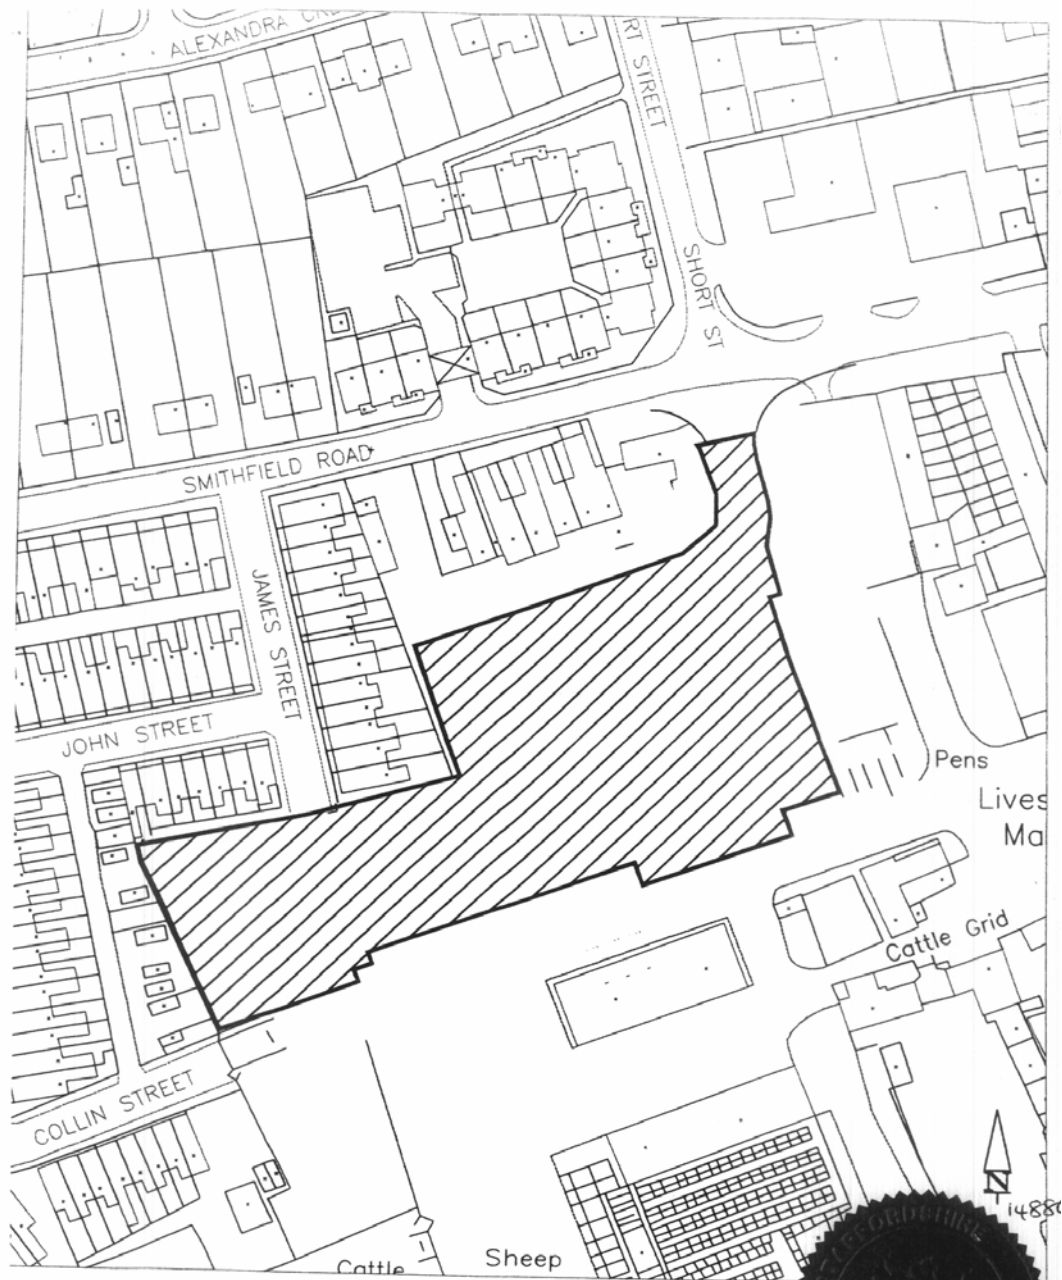 ALEXANDRA
STREET
SHORT ST
SMITHFIELD ROAD
JAMES STREET
JOHN STREET
Pens
Lives
Ma
Cattle Grid
COLLIN STREET
N
Cattle
Sheep